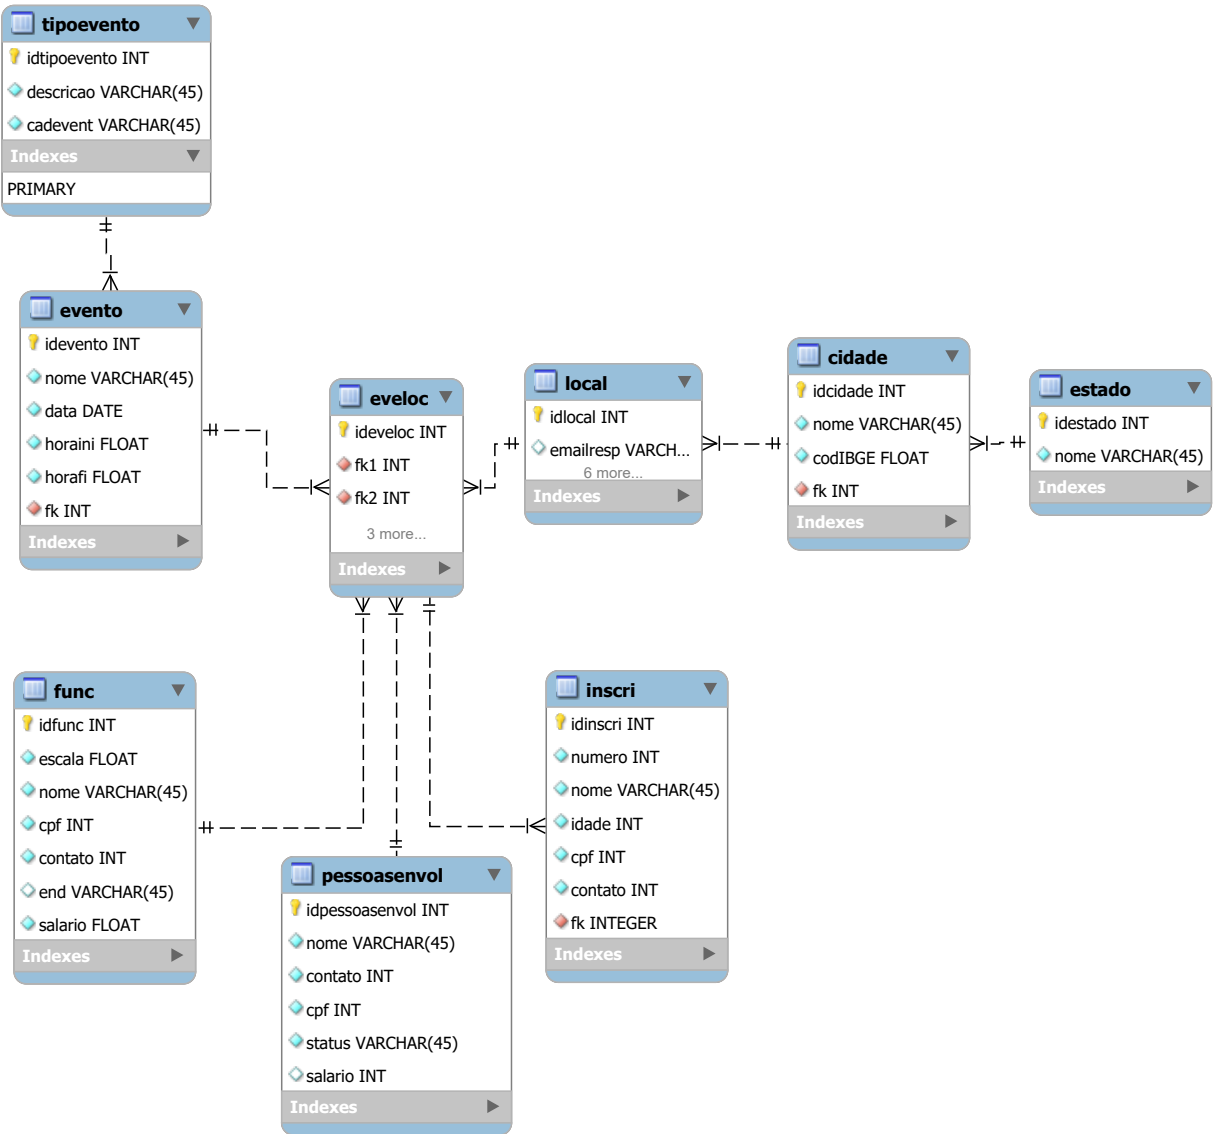 tipoevento
idtipoevento INT
descricao VARCHAR(45)
cadevent VARCHAR(45)
Indexes
PRIMARY
evento
idevento INT
nome VARCHAR(45)
data DATE
horaini FLOAT
horafi FLOAT
fk INT
Indexes
eveloc
ideveloc INT
fk1 INT
fk2 INT
3 more...
Indexes
local
idlocal INT
emailresp VARCH...
6 more...
Indexes
cidade
idcidade INT
nome VARCHAR(45)
codIBGE FLOAT
fk INT
Indexes
estado
idestado INT
nome VARCHAR(45)
Indexes
func
idfunc INT
escala FLOAT
nome VARCHAR(45)
cpf INT
contato INT
end VARCHAR(45)
salario FLOAT
Indexes
pessoasenvol
idpessoasenvol INT
nome VARCHAR(45)
contato INT
cpf INT
status VARCHAR(45)
salario INT
Indexes
inscri
idinscri INT
numero INT
nome VARCHAR(45)
idade INT
cpf INT
contato INT
fk INTEGER
Indexes